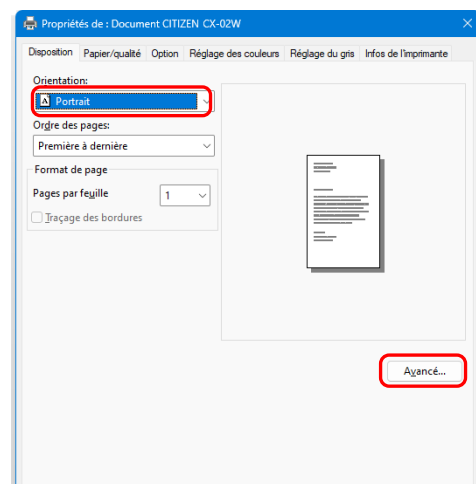 Propriétés de : Document CITIZEN CX-02W
Disposition Papier/qualité Option Réglage des couleurs Réglage du gris Infos de l'imprimante
Orientation:
A Portrait
Ordre des pages:
Première à dernière
Format de page
Pages par feuille 1
Traçage des bordures
Avancé...